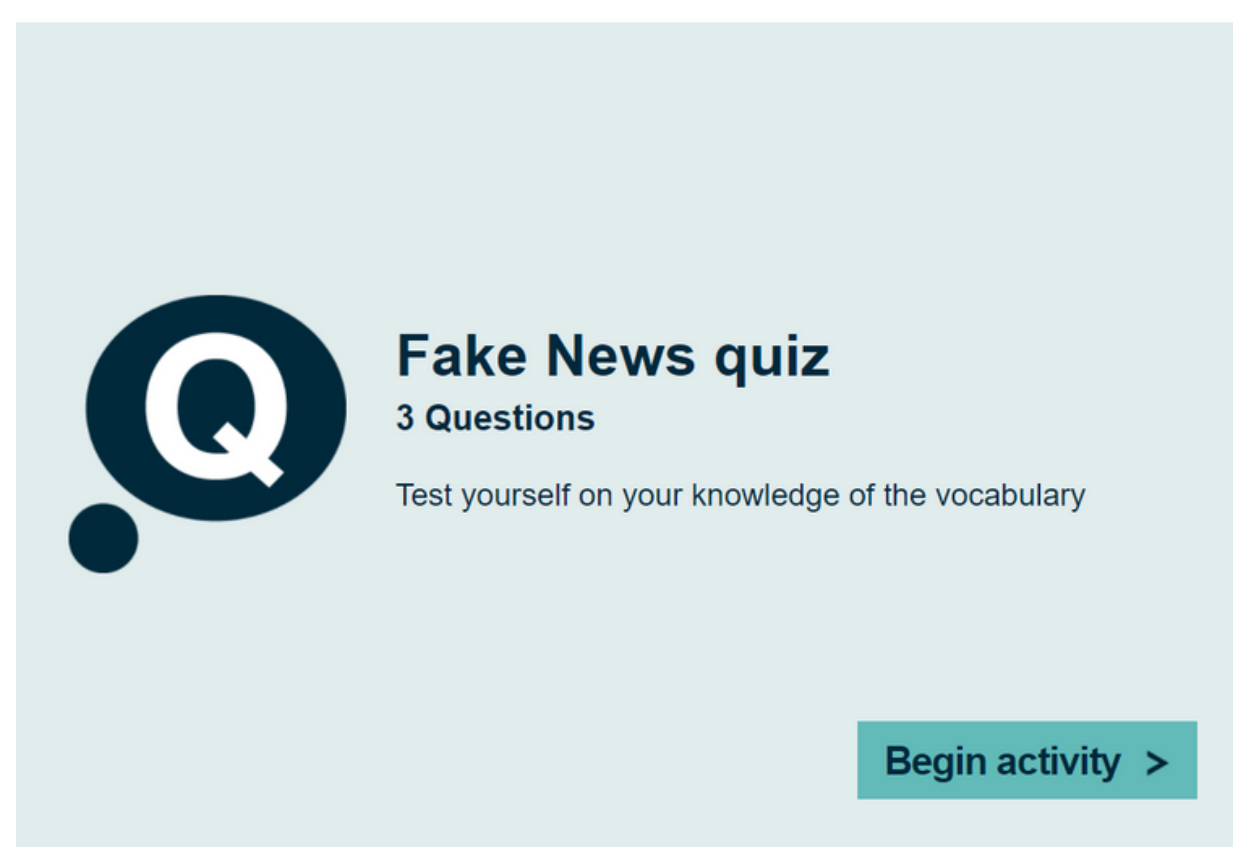 Q
Fake News quiz
3 Questions
Test yourself on your knowledge of the vocabulary
Begin activity >